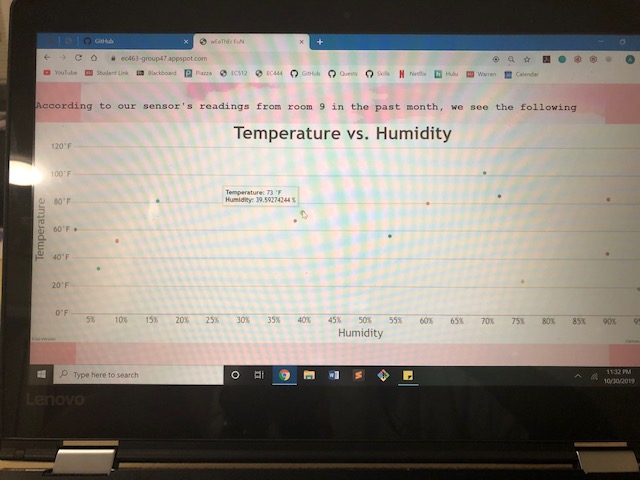 GitHub
wEaTHEr FuN
ec463-group47.appspot.com
YouTube Student Link Blackboard Piazza EC512 EC444 GitHub Questii Skills Netflix Hulu Warren Calendar
According to our sensor's readings from room 9 in the past month, we see the following
Temperature vs. Humidity
120°F
100°F
80°F
60°F
40°F
20°F
0°F
Temperature
Temperature: 73 °F
Humidity: 39.59274244 %
5% 10% 15% 20% 25% 30% 35% 40% 45% 50% 55% 60% 65% 70% 75% 80% 85% 90%
Humidity
Type here to search
11:32 PM
10/30/2019
Lenovo